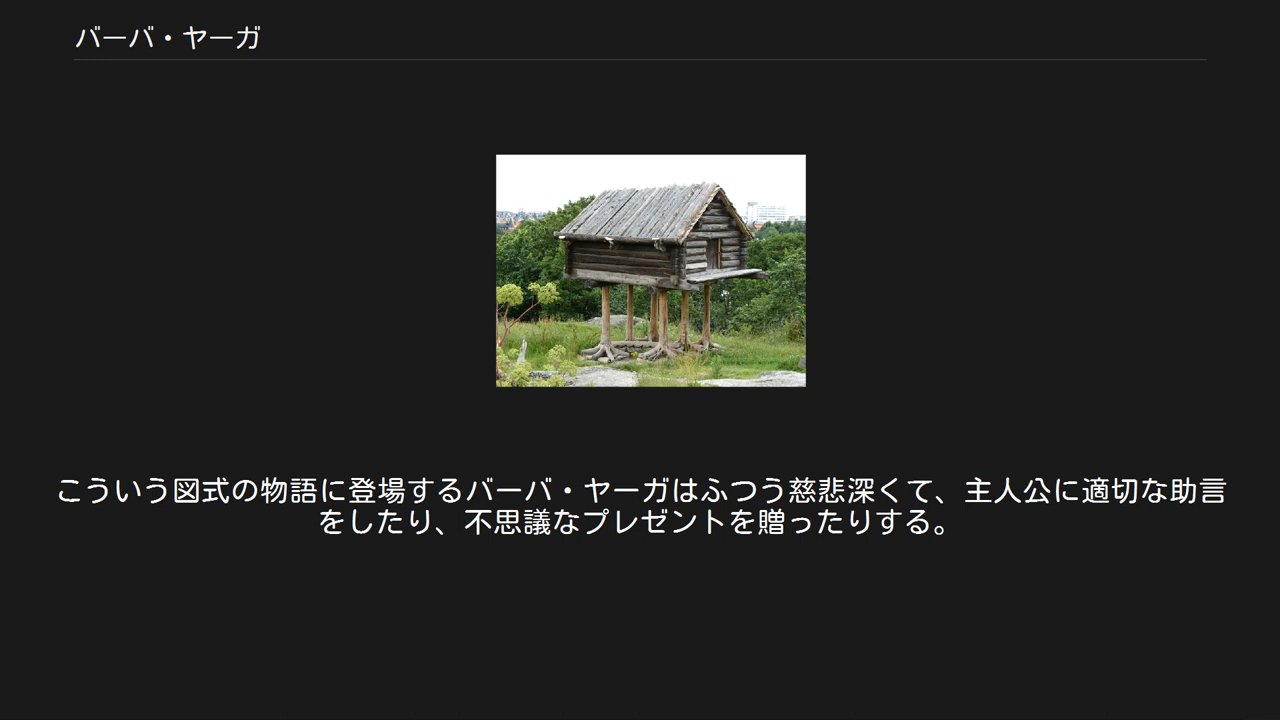 バーバ・ヤーガ
こういう図式の物語に登場するバーバ・ヤーガはふつう慈悲深くて、主人公に適切な助言
をしたり、不思議なプレゼントを贈ったりする。